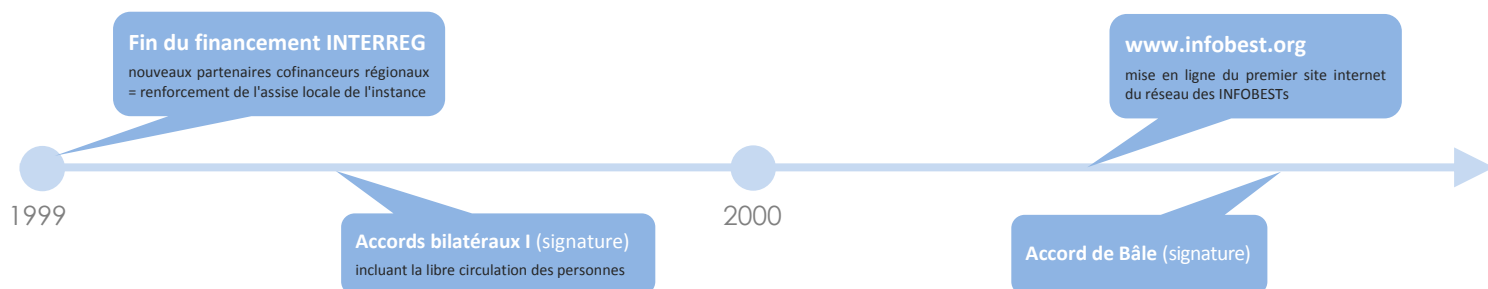 Fin du financement INTERREG
nouveaux partenaires cofinanceurs régionaux
= renforcement de l'assise locale de l'instance
www.infobest.org
mise en ligne du premier site internet
du réseau des INFOBESTs
1999
2000
Accords bilatéraux I (signature)
incluant la libre circulation des personnes
Accord de Bâle (signature)